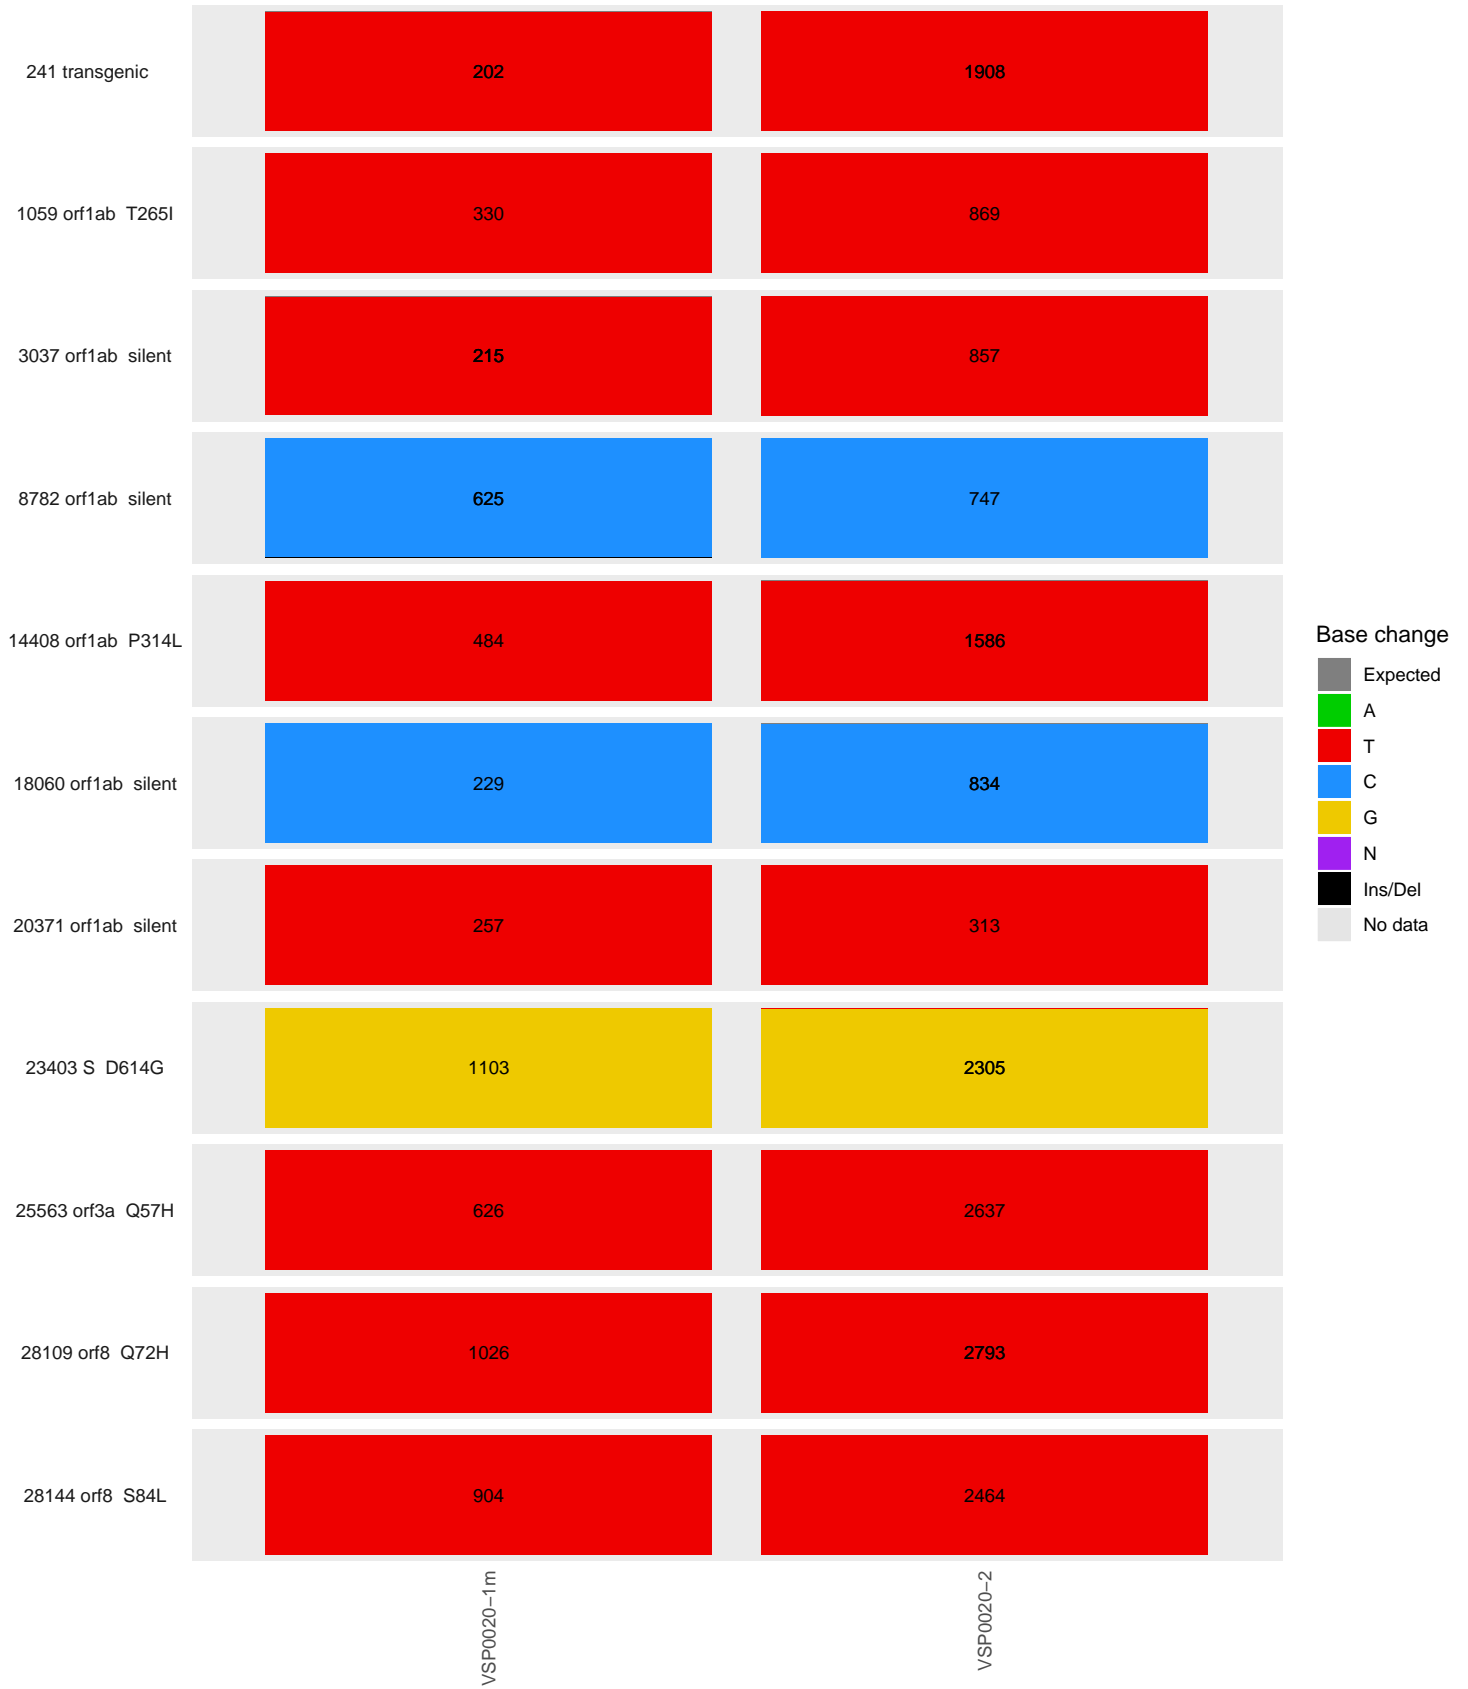 241 transgenic 202 1908
1059 orf1ab T265I 330 869
3037 orf1ab silent 215 857
8782 orf1ab silent 625 747
14408 orf1ab P314L 484 1586
18060 orf1ab silent 229 834
20371 orf1ab silent 257 313
23403 S D614G 1103 2305
25563 orf3a Q57H 626 2637
28109 orf8 Q72H 1026 2793
28144 orf8 S84L 904 2464
VSP0020−1m
VSP0020−2
Base change
Expected
A
T
C
G
N
Ins/Del
No data